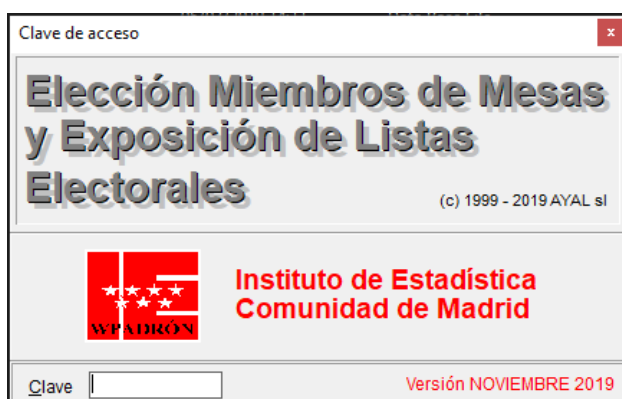 Clave de acceso
x
Elección Miembros de Mesas
y Exposición de Listas
Electorales
(c) 1999 - 2019 AYAL sl
WPADRÓN
Instituto de Estadística
Comunidad de Madrid
Clave
Versión NOVIEMBRE 2019